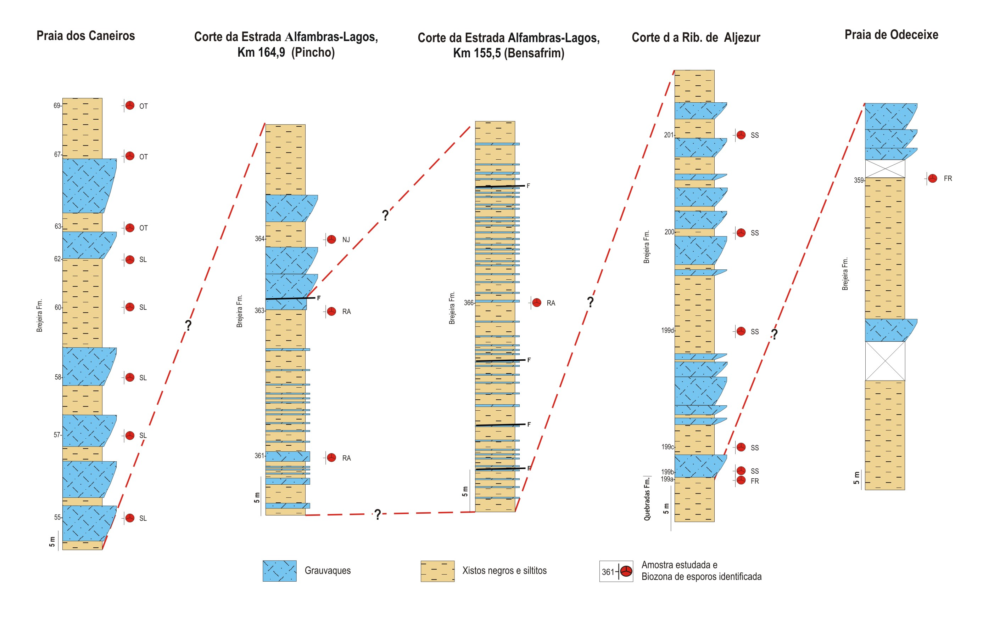 Praia dos Caneiros
Corte da Estrada Alfambras-Lagos,
Km 164,9 (Pincho)
Corte da Estrada Alfambras-Lagos,
Km 155,5 (Bensafrim)
Corte d a Rib. de Aljezur
Praia de Odeceixe
69
OT
67
OT
63
OT
62
SL
60
SL
58
SL
57
SL
55
SL
Brejeira Fm.
5 m
?
364
NJ
F
363
RA
361
RA
Brejeira Fm.
5 m
?
?
F
366
RA
F
F
F
Brejeira Fm.
5 m
?
201
SS
200
SS
199d
SS
199c
SS
199b
SS
199a
FR
Brejeira Fm.
Quebradas Fm.
5 m
?
359
FR
Brejeira Fm.
5 m
Grauvaques
Xistos negros e siltitos
361
Amostra estudada e
Biozona de esporos identificada